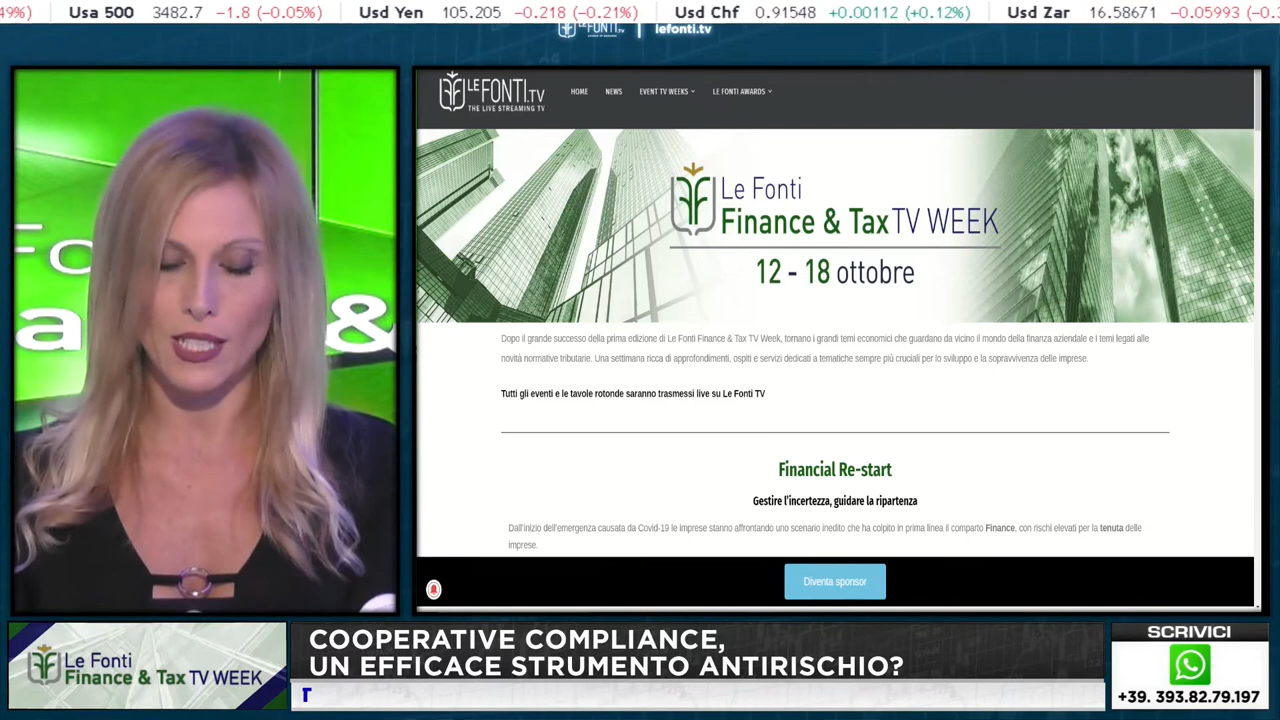 49%) Usa 500 3482.7 −1.8 (−0.05%) Usd Yen 105.205 −0.218 (−0.21%) Usd Chf 0.91548 +0.00112 (+0.12%) Usd Zar 16.58671 −0.05993
LE FONTI.TV lefonti.tv
LE FONTI.TV
THE LIVE STREAMING TV
HOME NEWS EVENT TV WEEKS LE FONTI AWARDS
Le Fonti
Finance & Tax TV WEEK
12 - 18 ottobre
Fo
a &
Dopo il grande successo della prima edizione di Le Fonti Finance & Tax TV Week, tornano i grandi temi economici che guardano da vicino il mondo della finanza aziendale e i temi legati alle
novità normative tributarie. Una settimana ricca di approfondimenti, ospiti e servizi dedicati a tematiche sempre più cruciali per lo sviluppo e la sopravvivenza delle imprese.
Tutti gli eventi e le tavole rotonde saranno trasmessi live su Le Fonti TV
Financial Re-start
Gestire l'incertezza, guidare la ripartenza
Dall'inizio dell'emergenza causata da Covid-19 le imprese stanno affrontando uno scenario inedito che ha colpito in prima linea il comparto Finance, con rischi elevati per la tenuta delle
imprese.
Diventa sponsor
Le Fonti
Finance & Tax TV WEEK
COOPERATIVE COMPLIANCE,
UN EFFICACE STRUMENTO ANTIRISCHIO?
SCRIVICI
+39. 393.82.79.197